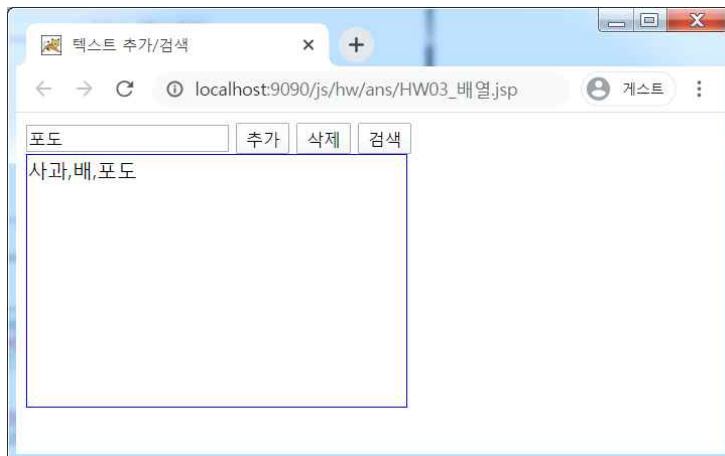 텍스트 추가/검색
localhost:9090/js/hw/ans/HW03_배열.jsp 게스트
포도 추가 삭제 검색
사과,배,포도